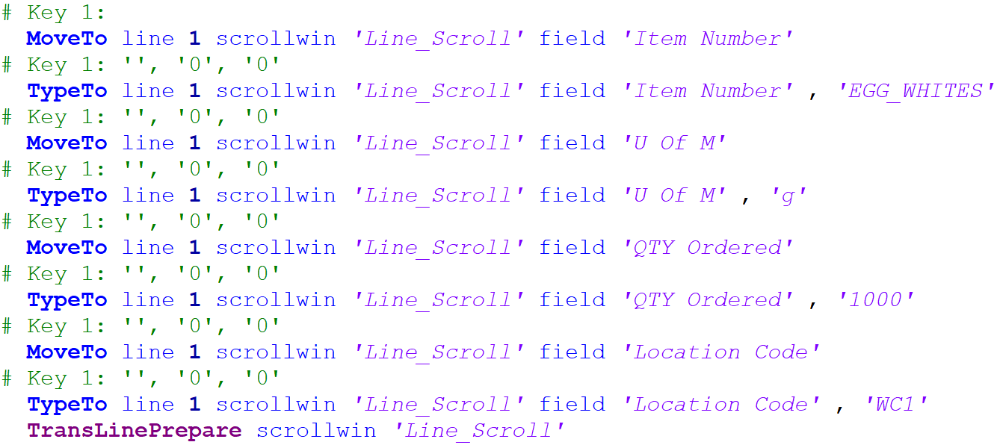 # Key 1:
  MoveTo line 1 scrollwin 'Line_Scroll' field 'Item Number'
# Key 1: '', '0', '0'
  TypeTo line 1 scrollwin 'Line_Scroll' field 'Item Number' , 'EGG_WHITES'
# Key 1: '', '0', '0'
  MoveTo line 1 scrollwin 'Line_Scroll' field 'U Of M'
# Key 1: '', '0', '0'
  TypeTo line 1 scrollwin 'Line_Scroll' field 'U Of M' , 'g'
# Key 1: '', '0', '0'
  MoveTo line 1 scrollwin 'Line_Scroll' field 'QTY Ordered'
# Key 1: '', '0', '0'
  TypeTo line 1 scrollwin 'Line_Scroll' field 'QTY Ordered' , '1000'
# Key 1: '', '0', '0'
  MoveTo line 1 scrollwin 'Line_Scroll' field 'Location Code'
# Key 1: '', '0', '0'
  TypeTo line 1 scrollwin 'Line_Scroll' field 'Location Code' , 'WC1'
  TransLinePrepare scrollwin 'Line_Scroll'